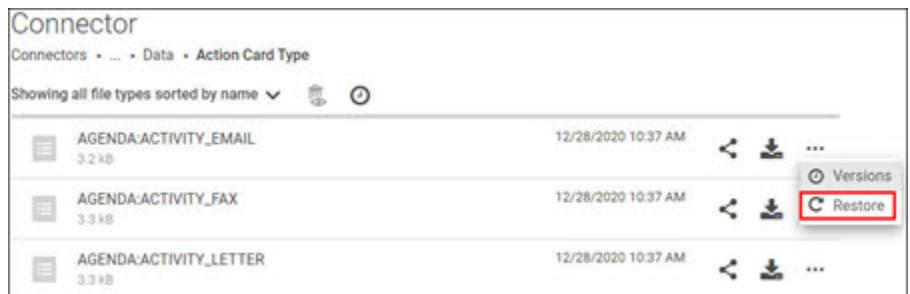 Connector
Connectors • ... • Data • Action Card Type
Showing all file types sorted by name
AGENDA:ACTIVITY_EMAIL 12/28/2020 10:37 AM
3.2 kB
Versions
AGENDA:ACTIVITY_FAX 12/28/2020 10:37 AM
3.3 kB
Restore
AGENDA:ACTIVITY_LETTER 12/28/2020 10:37 AM
3.3 kB